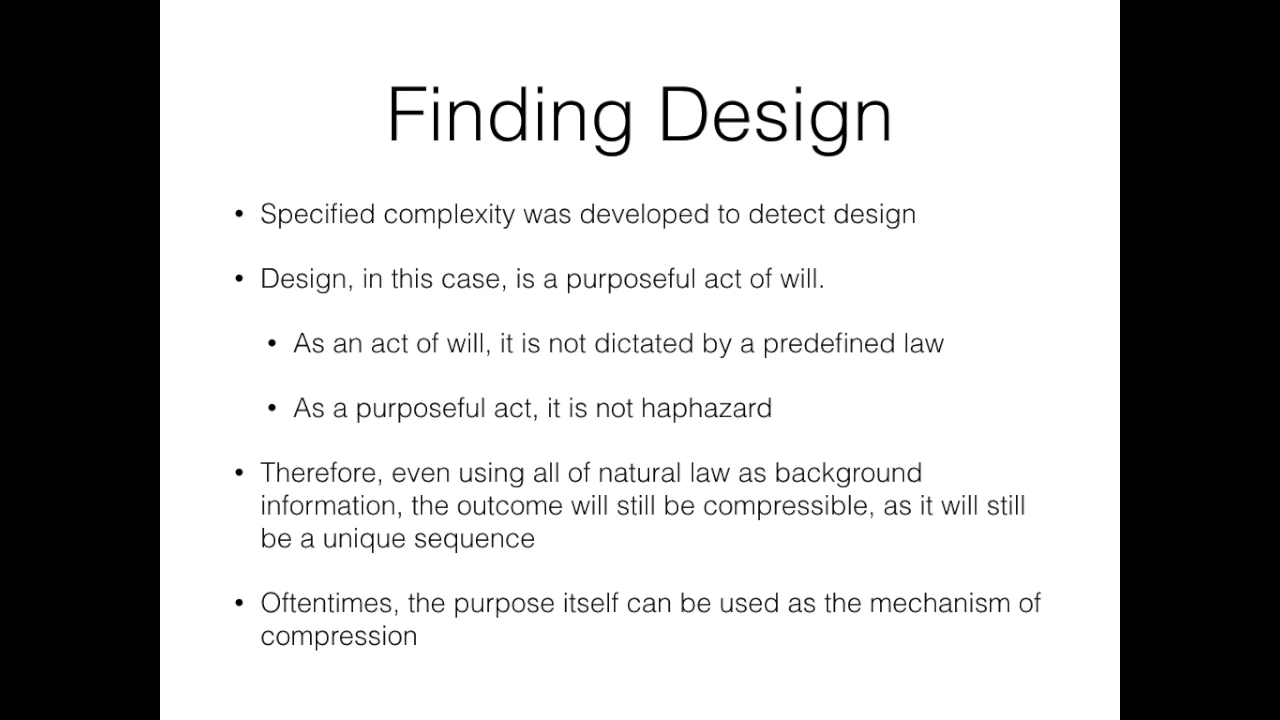 Finding Design
• Specified complexity was developed to detect design
• Design, in this case, is a purposeful act of will.
• As an act of will, it is not dictated by a predefined law
• As a purposeful act, it is not haphazard
• Therefore, even using all of natural law as background
information, the outcome will still be compressible, as it will still
be a unique sequence
• Oftentimes, the purpose itself can be used as the mechanism of
compression